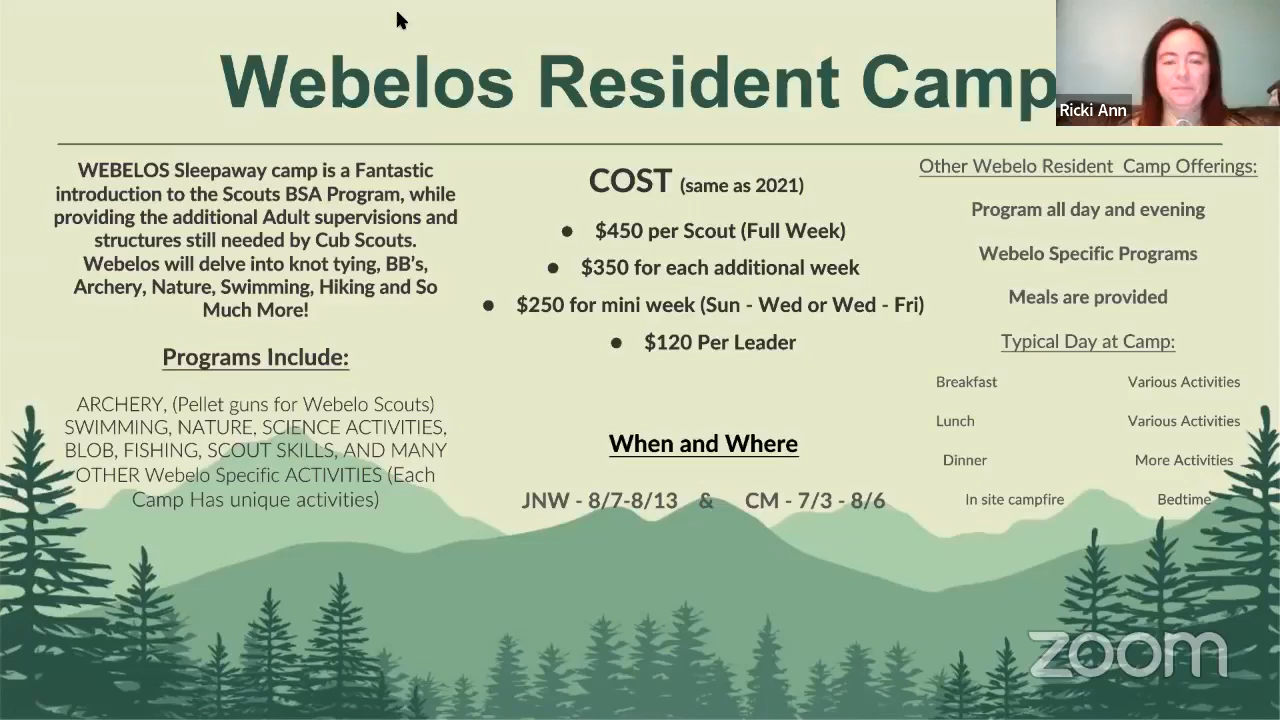 Webelos Resident Camp
Ricki Ann
WEBELOS Sleepaway camp is a Fantastic
introduction to the Scouts BSA Program, while
providing the additional Adult supervisions and
structures still needed by Cub Scouts.
Webelos will delve into knot tying, BB's,
Archery, Nature, Swimming, Hiking and So
Much More!
Programs Include:
ARCHERY, (Pellet guns for Webelo Scouts)
SWIMMING, NATURE, SCIENCE ACTIVITIES,
BLOB, FISHING, SCOUT SKILLS, AND MANY
OTHER Webelo Specific ACTIVITIES (Each
Camp Has unique activities)
COST (same as 2021)
● $450 per Scout (Full Week)
● $350 for each additional week
● $250 for mini week (Sun - Wed or Wed - Fri)
● $120 Per Leader
When and Where
JNW - 8/7-8/13 & CM - 7/3 - 8/6
Other Webelo Resident Camp Offerings:
Program all day and evening
Webelo Specific Programs
Meals are provided
Typical Day at Camp:
Breakfast Various Activities
Lunch Various Activities
Dinner More Activities
In site campfire Bedtime
zoom